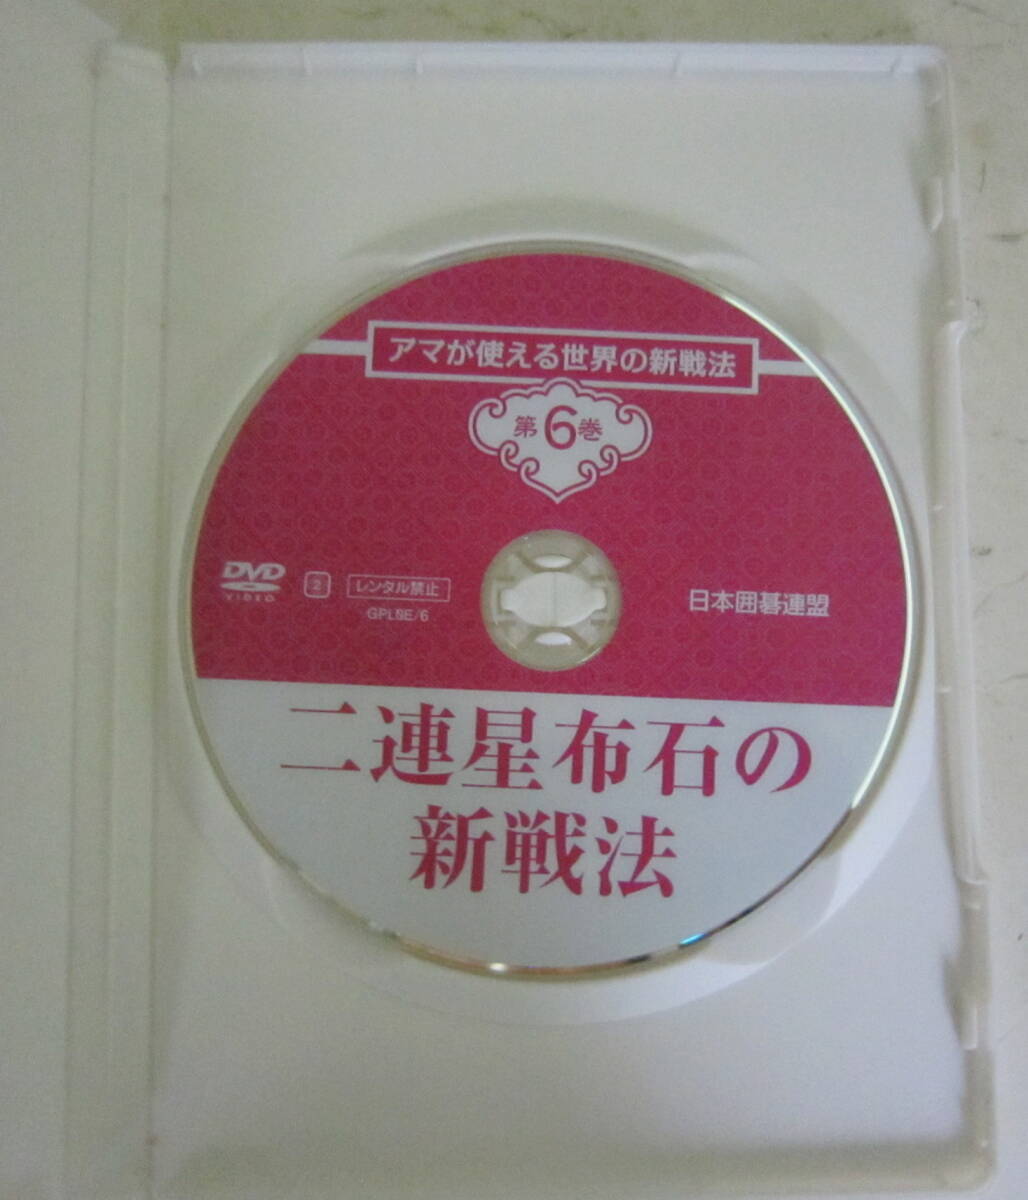 アマが使える世界の新戦法
第6巻
DVD
VIDEO
2
レンタル禁止
日本囲碁連盟
二連星布石の
新戦法